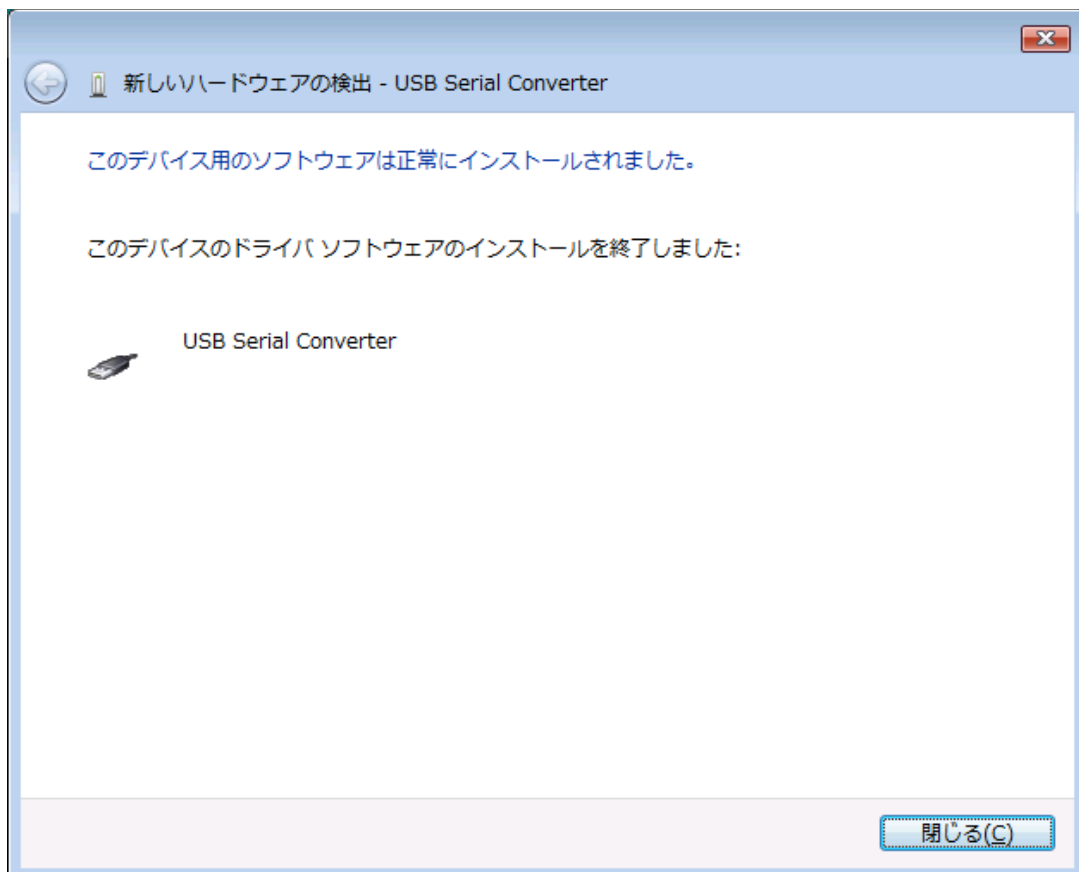 新しいハードウェアの検出 - USB Serial Converter
このデバイス用のソフトウェアは正常にインストールされました。
このデバイスのドライバ ソフトウェアのインストールを終了しました:
USB Serial Converter
閉じる(C)